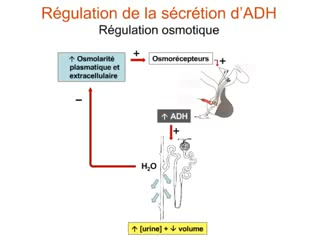 Régulation de la sécrétion d'ADH
Régulation osmotique
↑ Osmolarité
plasmatique et
extracellulaire
+
Osmorécepteurs
+
–
↑ ADH
+
H₂O
↑ [urine] + ↓ volume